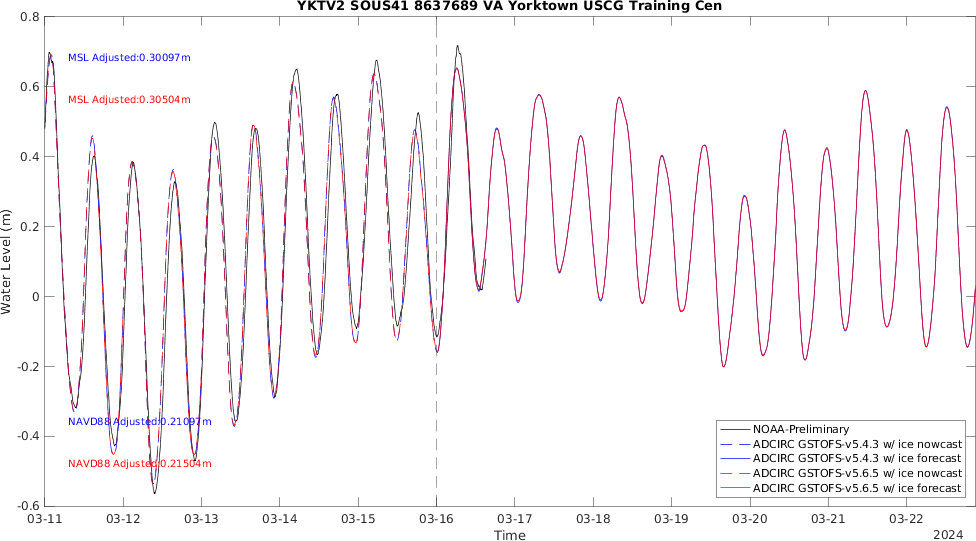 YKTV2 SOUS41 8637689 VA Yorktown USCG Training Cen
0.8
0.6
0.4
0.2
0
-0.2
-0.4
-0.6
Water Level (m)
MSL Adjusted:0.30097m
MSL Adjusted:0.30504m
NAVD88 Adjusted:0.21097m
NAVD88 Adjusted:0.21504m
NOAA-Preliminary
ADCIRC GSTOFS-v5.4.3 w/ ice nowcast
ADCIRC GSTOFS-v5.4.3 w/ ice forecast
ADCIRC GSTOFS-v5.6.5 w/ ice nowcast
ADCIRC GSTOFS-v5.6.5 w/ ice forecast
03-11 03-12 03-13 03-14 03-15 03-16 03-17 03-18 03-19 03-20 03-21 03-22
Time
2024